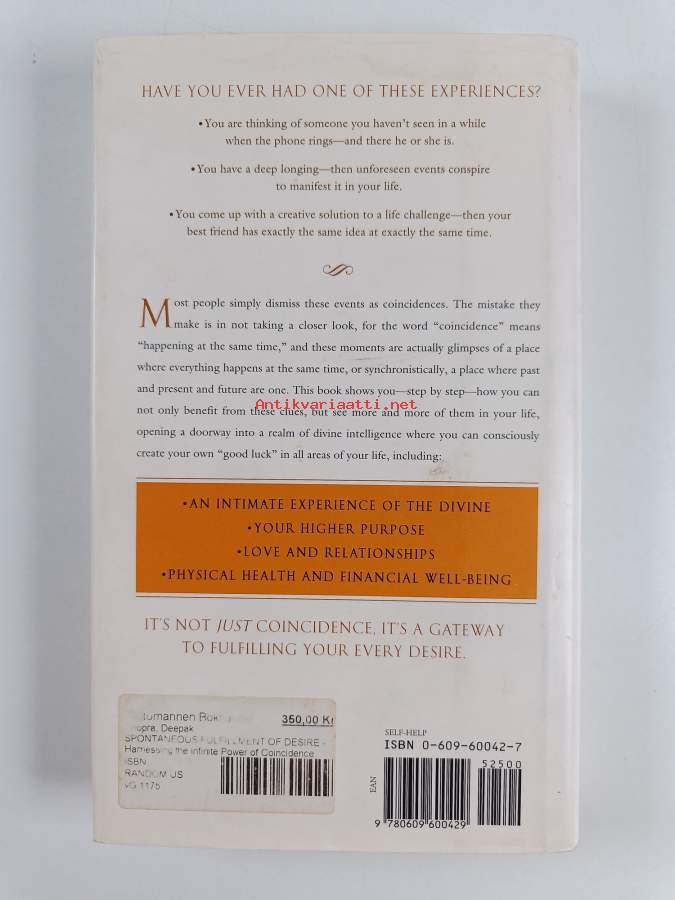 HAVE YOU EVER HAD ONE OF THESE EXPERIENCES?
•You are thinking of someone you haven't seen in a while
when the phone rings—and there he or she is.
•You have a deep longing—then unforeseen events conspire
to manifest it in your life.
•You come up with a creative solution to a life challenge—then your
best friend has exactly the same idea at exactly the same time.
Most people simply dismiss these events as coincidences. The mistake they
make is in not taking a closer look, for the word "coincidence" means
"happening at the same time," and these moments are actually glimpses of a place
where everything happens at the same time, or synchronistically, a place where past
and present and future are one. This book shows you—step by step—how you can
Antikvariaatti.net
not only benefit from these clues, but see more and more of them in your life,
opening a doorway into a realm of divine intelligence where you can consciously
create your own "good luck" in all areas of your life, including:
•AN INTIMATE EXPERIENCE OF THE DIVINE
•YOUR HIGHER PURPOSE
•LOVE AND RELATIONSHIPS
•PHYSICAL HEALTH AND FINANCIAL WELL-BEING
IT'S NOT JUST COINCIDENCE, IT'S A GATEWAY
TO FULFILLING YOUR EVERY DESIRE.
350,00 Kr
Deepak
SPONTANEOUS FULFILLMENT OF DESIRE -
Harnessing the Infinite Power of Coincidence
ISBN
RANDOM US
VG 1175
SELF-HELP
ISBN 0-609-60042-7
52500
EAN
9 780609 600429